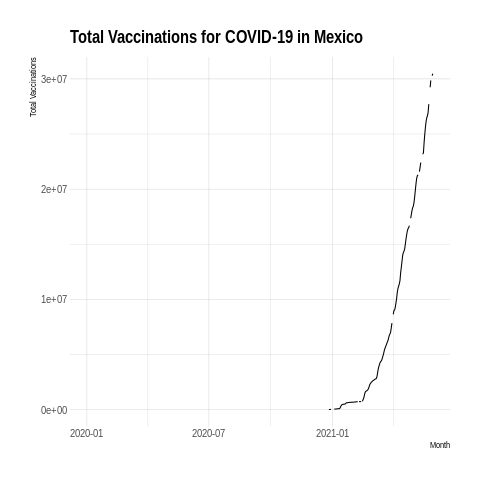 Total Vaccinations for COVID-19 in Mexico
Total Vaccinations
3e+07
2e+07
1e+07
0e+00
2020-01 2020-07 2021-01
Month